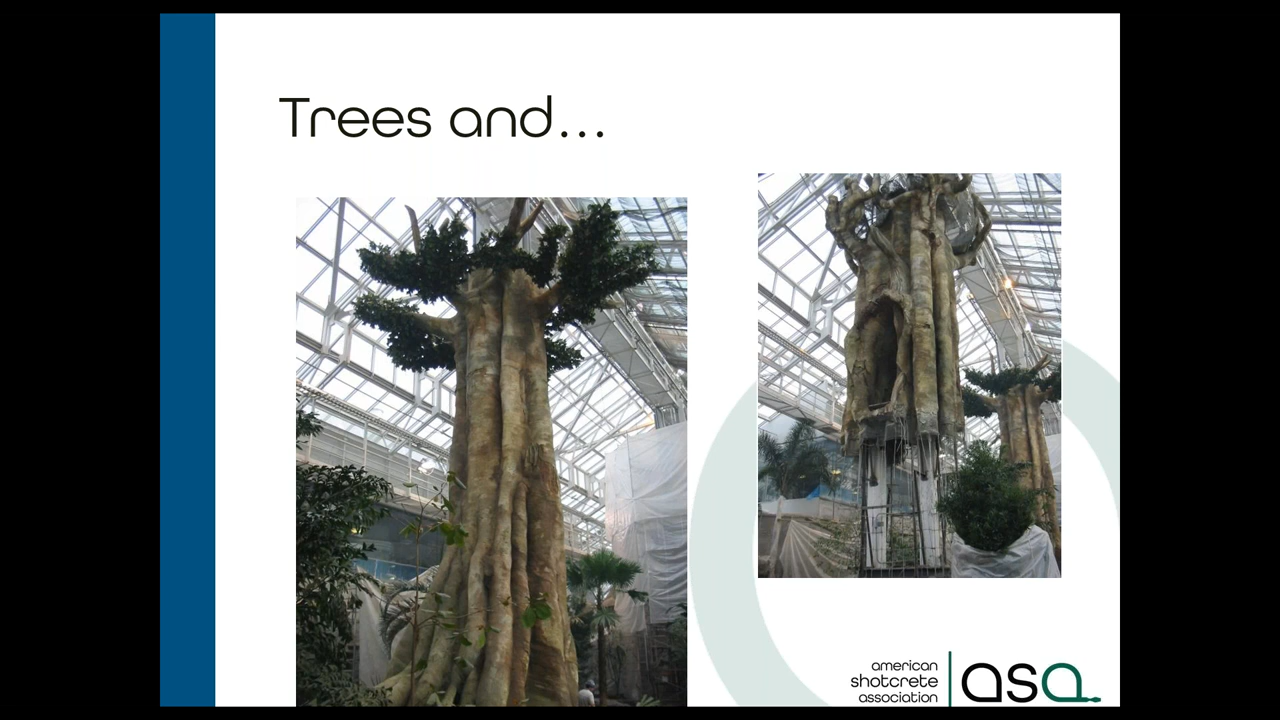 Trees and...
american
shotcrete
association
asa